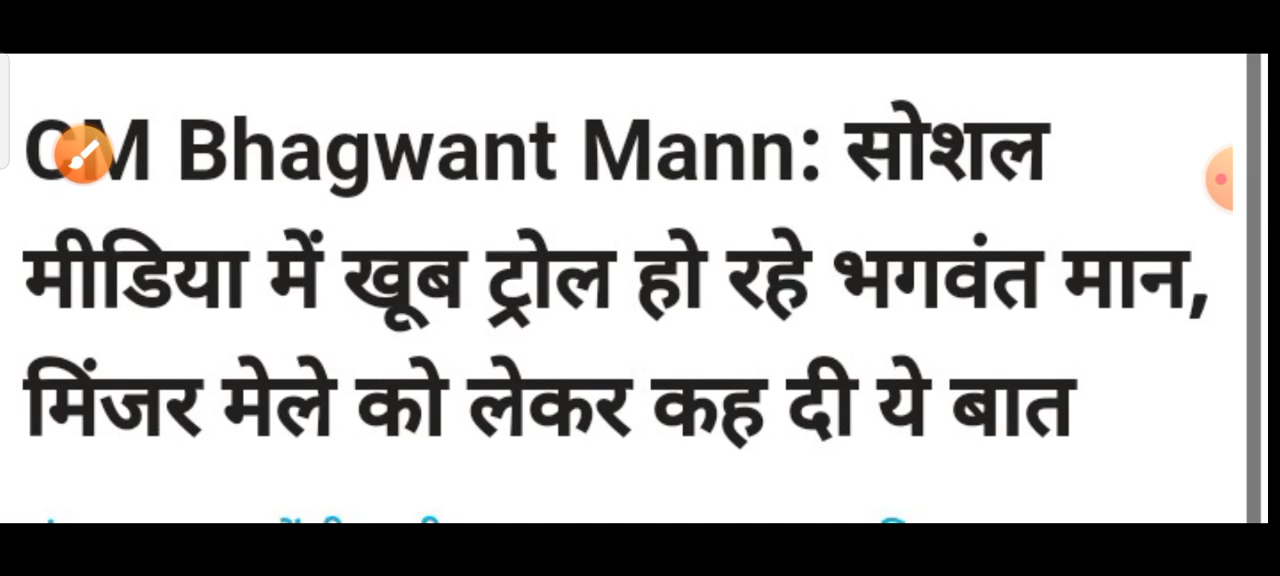 CM Bhagwant Mann: सोशल
मीडिया में खूब ट्रोल हो रहे भगवंत मान,
मिंजर मेले को लेकर कह दी ये बात